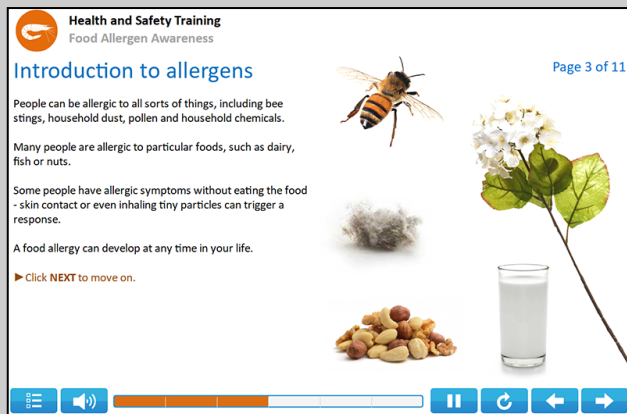 Health and Safety Training
Food Allergen Awareness
Introduction to allergens
Page 3 of 11
People can be allergic to all sorts of things, including bee
stings, household dust, pollen and household chemicals.
Many people are allergic to particular foods, such as dairy,
fish or nuts.
Some people have allergic symptoms without eating the food
- skin contact or even inhaling tiny particles can trigger a
response.
A food allergy can develop at any time in your life.
►Click NEXT to move on.